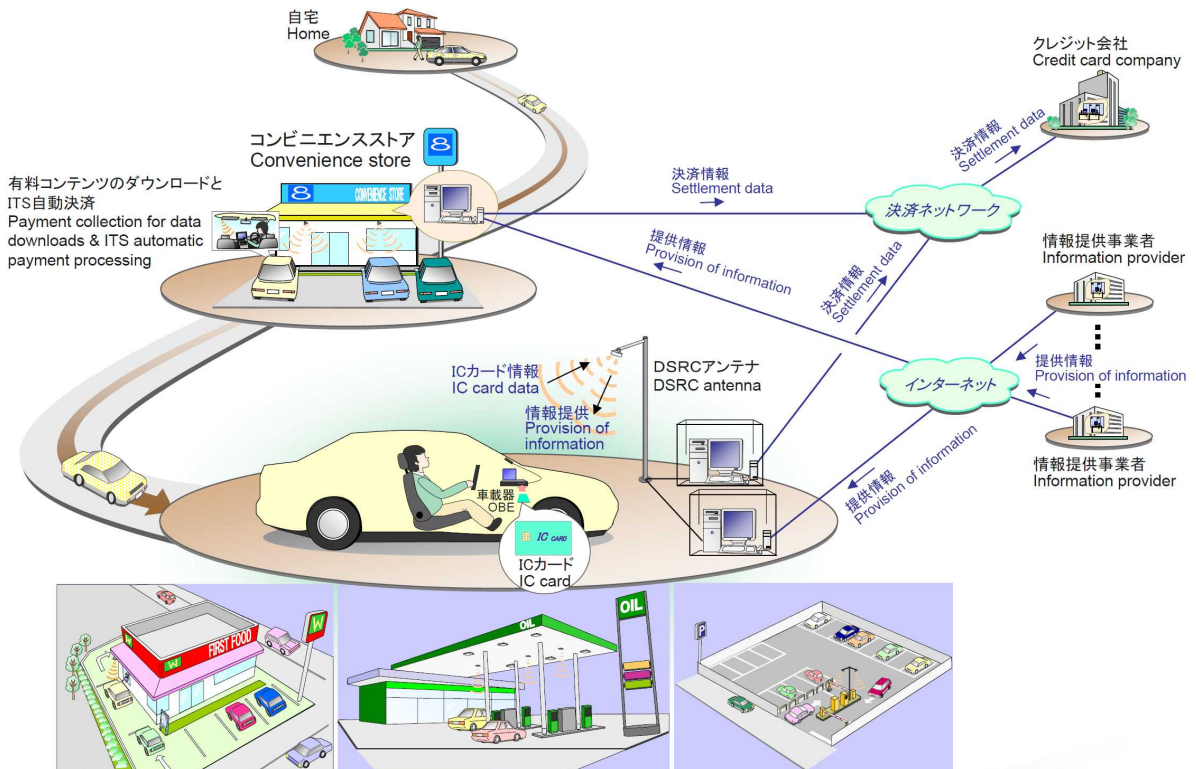 自宅
Home
クレジット会社
Credit card company
コンビニエンスストア
Convenience store
8
8
CONVENIENCE STORE
有料コンテンツのダウンロードと
ITS自動決済
Payment collection for data
downloads & ITS automatic
payment processing
決済情報
Settlement data
決済情報
Settlement data
決済ネットワーク
提供情報
Provision of information
決済情報
Settlement data
情報提供事業者
Information provider
インターネット
提供情報
Provision of information
情報提供事業者
Information provider
ICカード情報
IC card data
情報提供
Provision of
information
DSRCアンテナ
DSRC antenna
提供情報
Provision of information
車載器
OBE
IC CARD
ICカード
IC card
W
FIRST FOOD
W
OIL
OIL
P